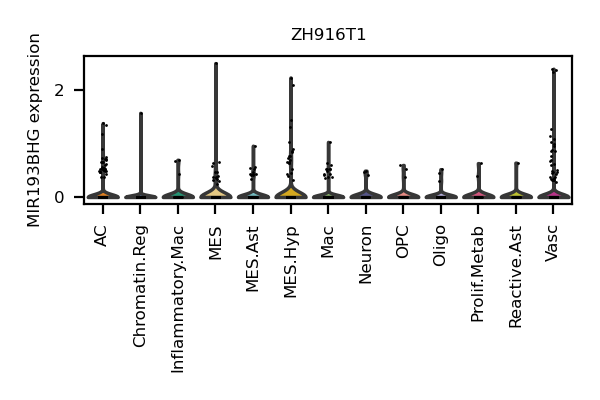 ZH916T1
MIR193BHG expression
2
0
AC
Chromatin.Reg
Inflammatory.Mac
MES
MES.Ast
MES.Hyp
Mac
Neuron
OPC
Oligo
Prolif.Metab
Reactive.Ast
Vasc